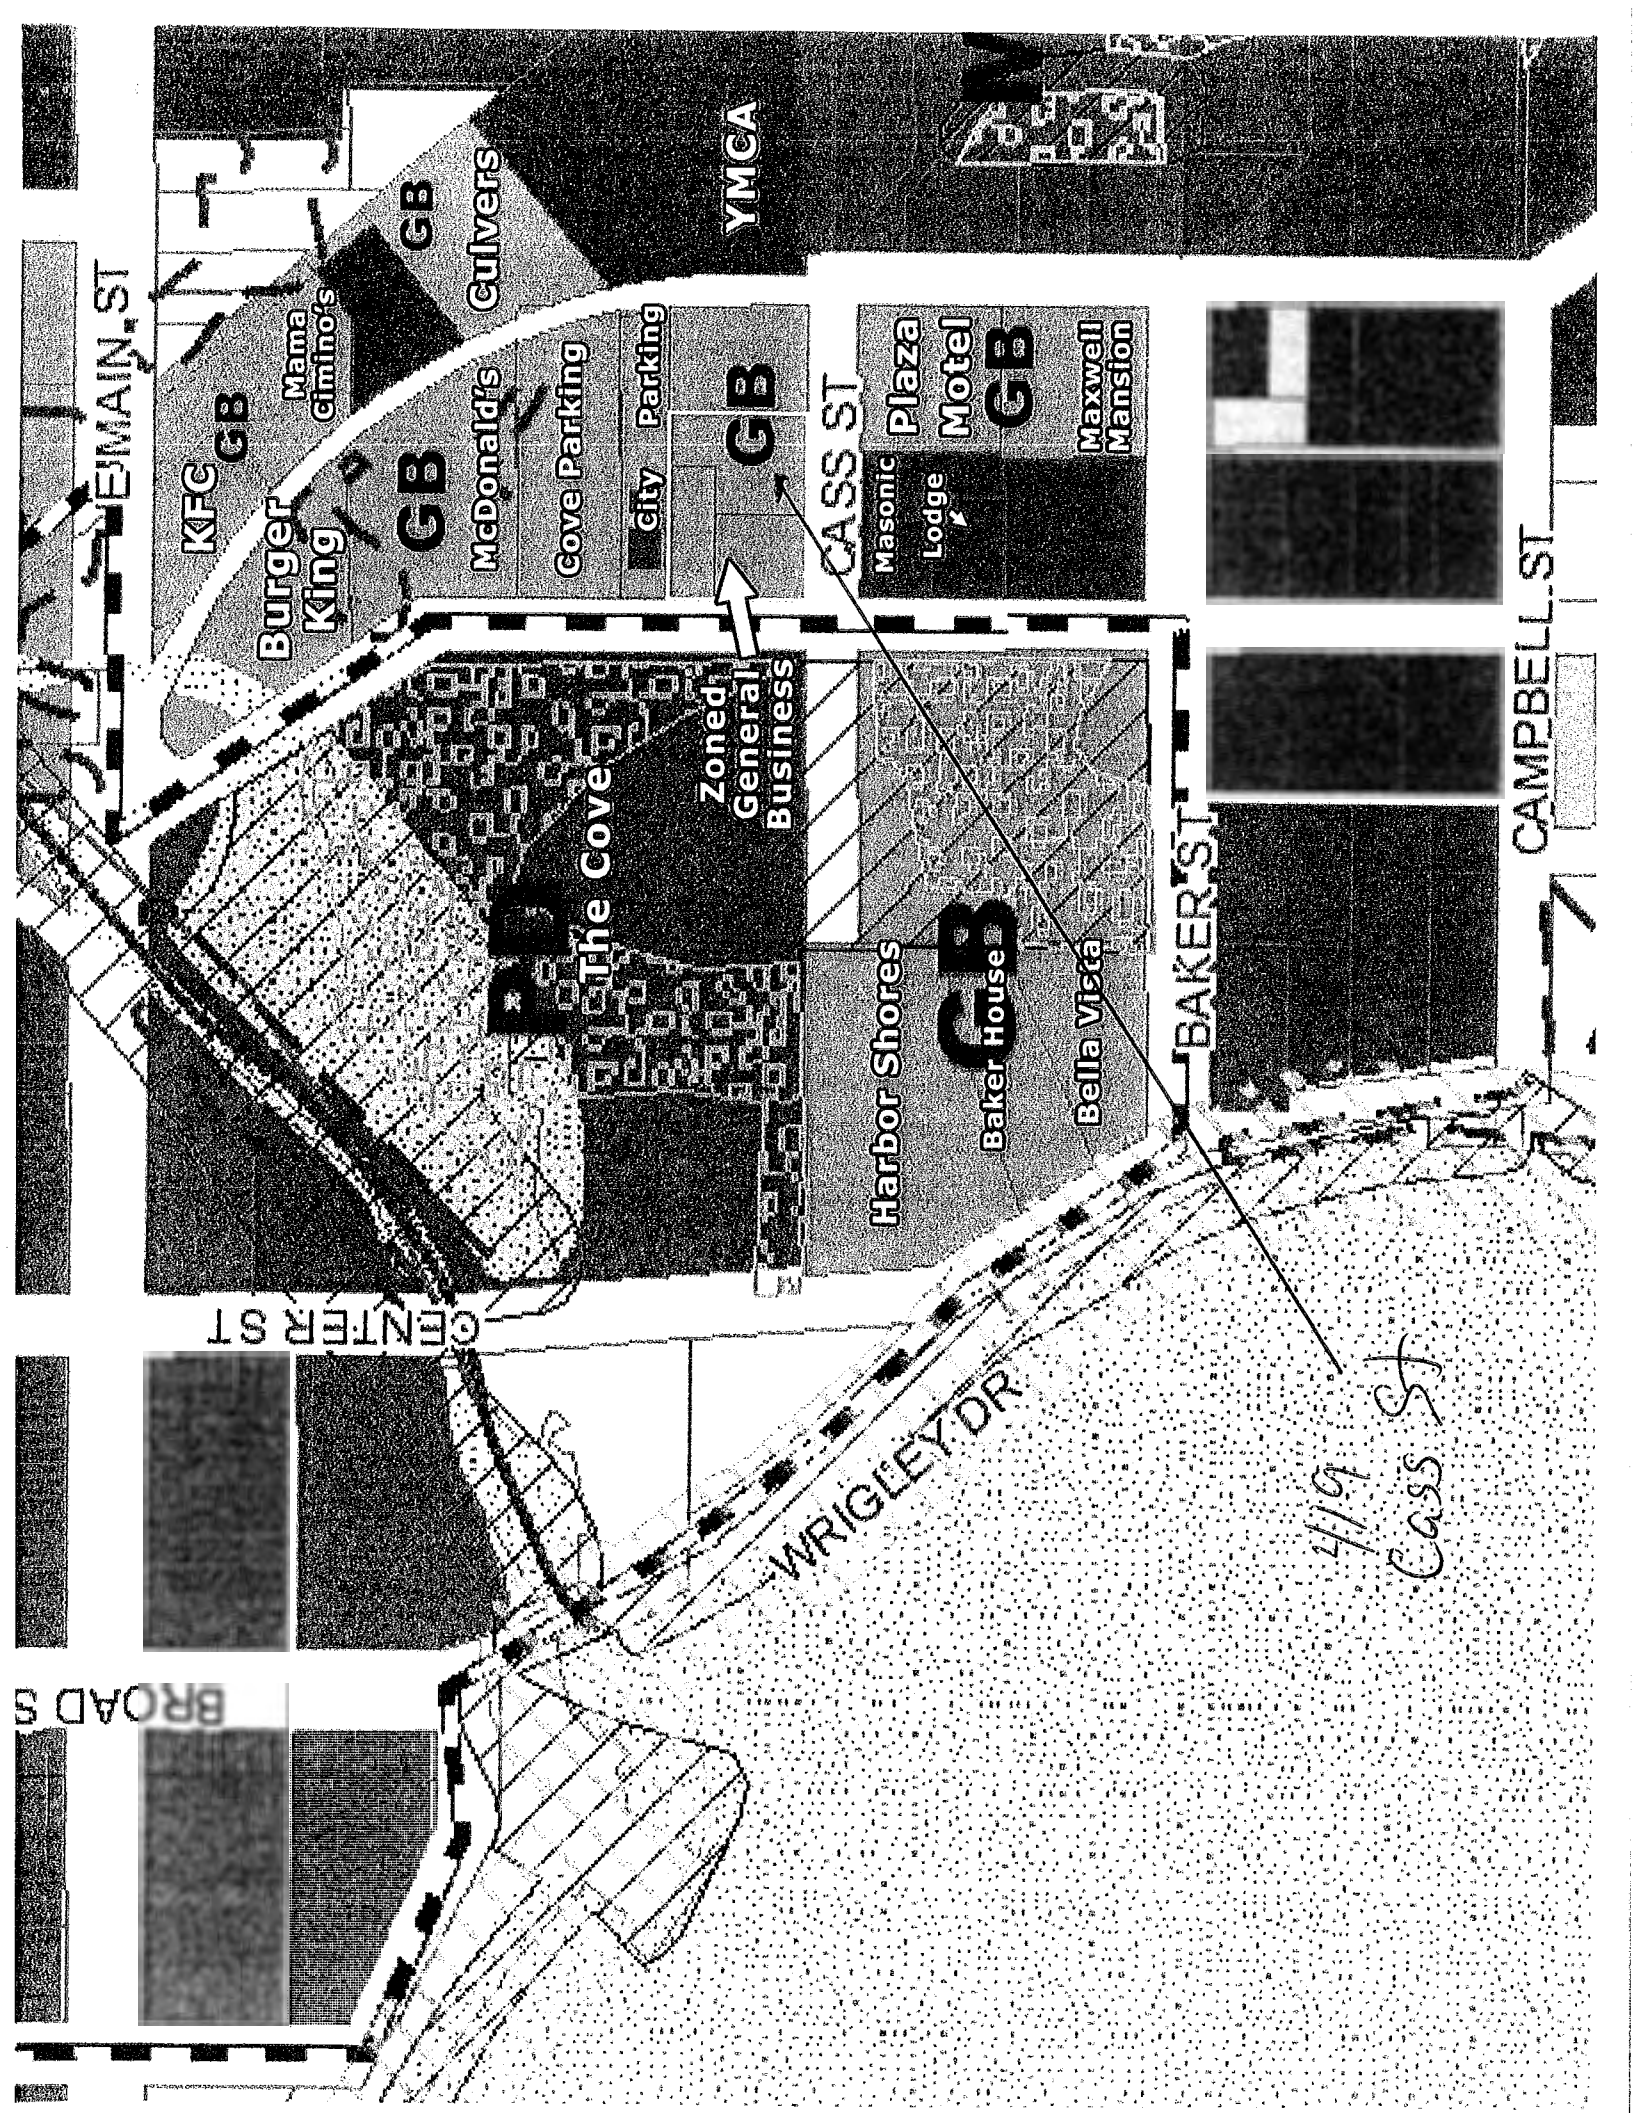 E MAIN ST
KFC
GB
Mama
Cimino's
GB
Culvers
YMCA
Burger
King
GB
McDonald's
Cove Parking
City
Parking
GB
CASS ST
Plaza
Motel
GB
Maxwell
Mansion
Masonic
Lodge
Zoned
General
Business
PD
The Cove
Harbor Shores
GB
Baker House
Bella Vista
BAKER ST
CAMPBELL ST
CENTER ST
BROAD S
WRIGLEY DR
419
Cass St